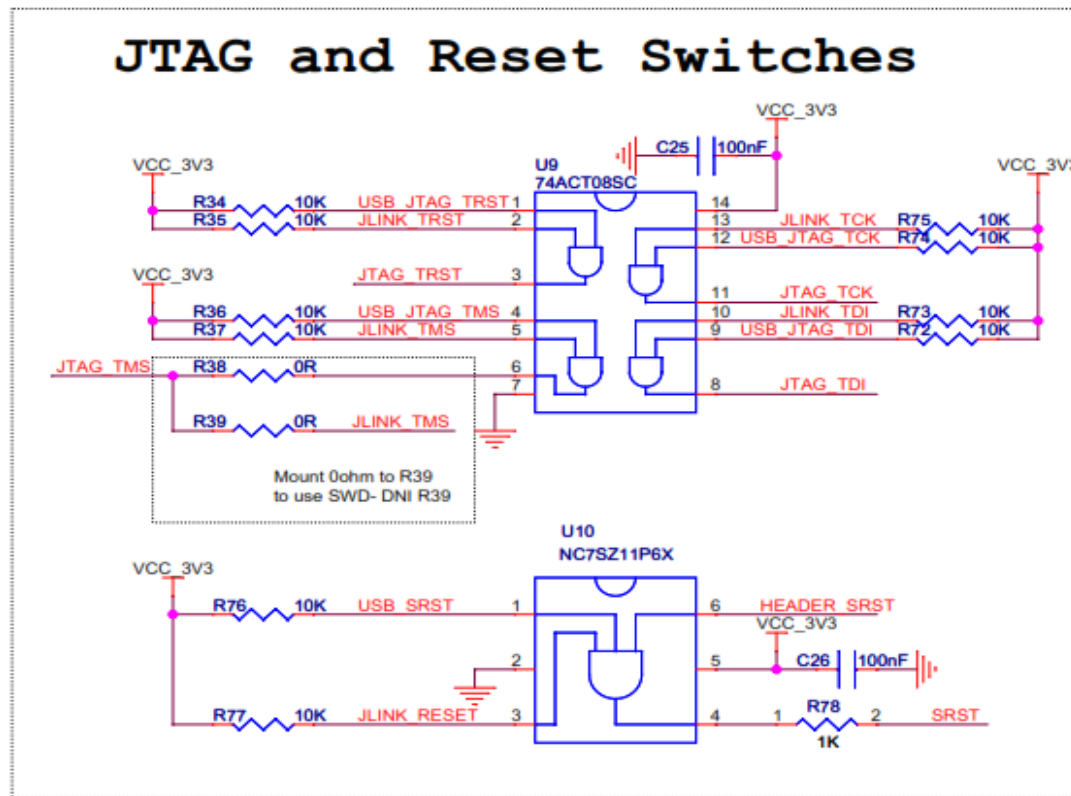 JTAG and Reset Switches
VCC_3V3
C25 100nF
VCC_3V3
U9
74ACT08SC
VCC_3V3
R34 10K USB_JTAG_TRST 1
14
R35 10K JLINK_TRST 2
13 JLINK_TCK R75 10K
12 USB_JTAG_TCK R74 10K
JTAG_TRST 3
VCC_3V3
11 JTAG_TCK
R36 10K USB_JTAG_TMS 4
10 JLINK_TDI R73 10K
R37 10K JLINK_TMS 5
9 USB_JTAG_TDI R72 10K
JTAG_TMS R38 0R 6
7
8 JTAG_TDI
R39 0R JLINK_TMS
Mount 0ohm to R39
to use SWD- DNI R39
U10
NC7SZ11P6X
VCC_3V3
R76 10K USB_SRST 1
6 HEADER_SRST
VCC_3V3
2
5 C26 100nF
R77 10K JLINK_RESET 3
4 1 R78 2 SRST
1K